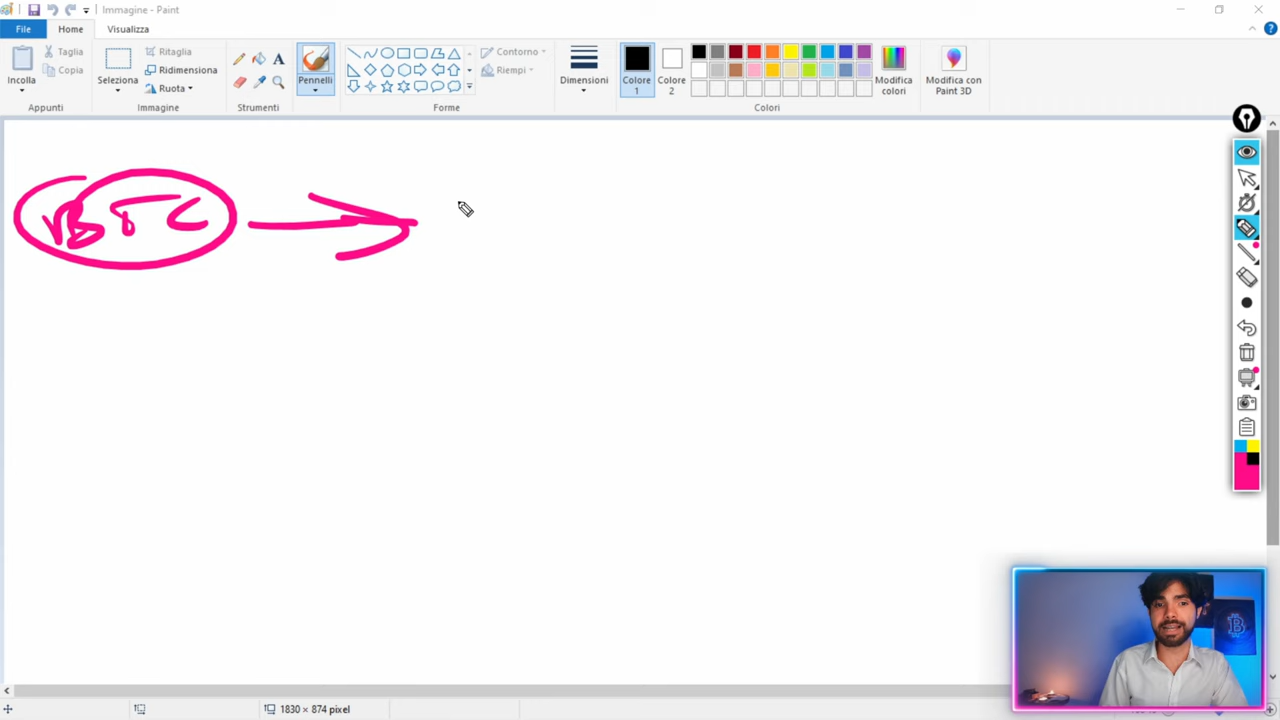 Immagine - Paint
File Home Visualizza
Incolla Taglia Copia Seleziona Ritaglia Ridimensiona Ruota Pennelli Contorno Riempi Dimensioni Colore 1 Colore 2 Modifica colori Modifica con Paint 3D
Appunti Immagine Strumenti Forme Colori
1830 × 874 pixel